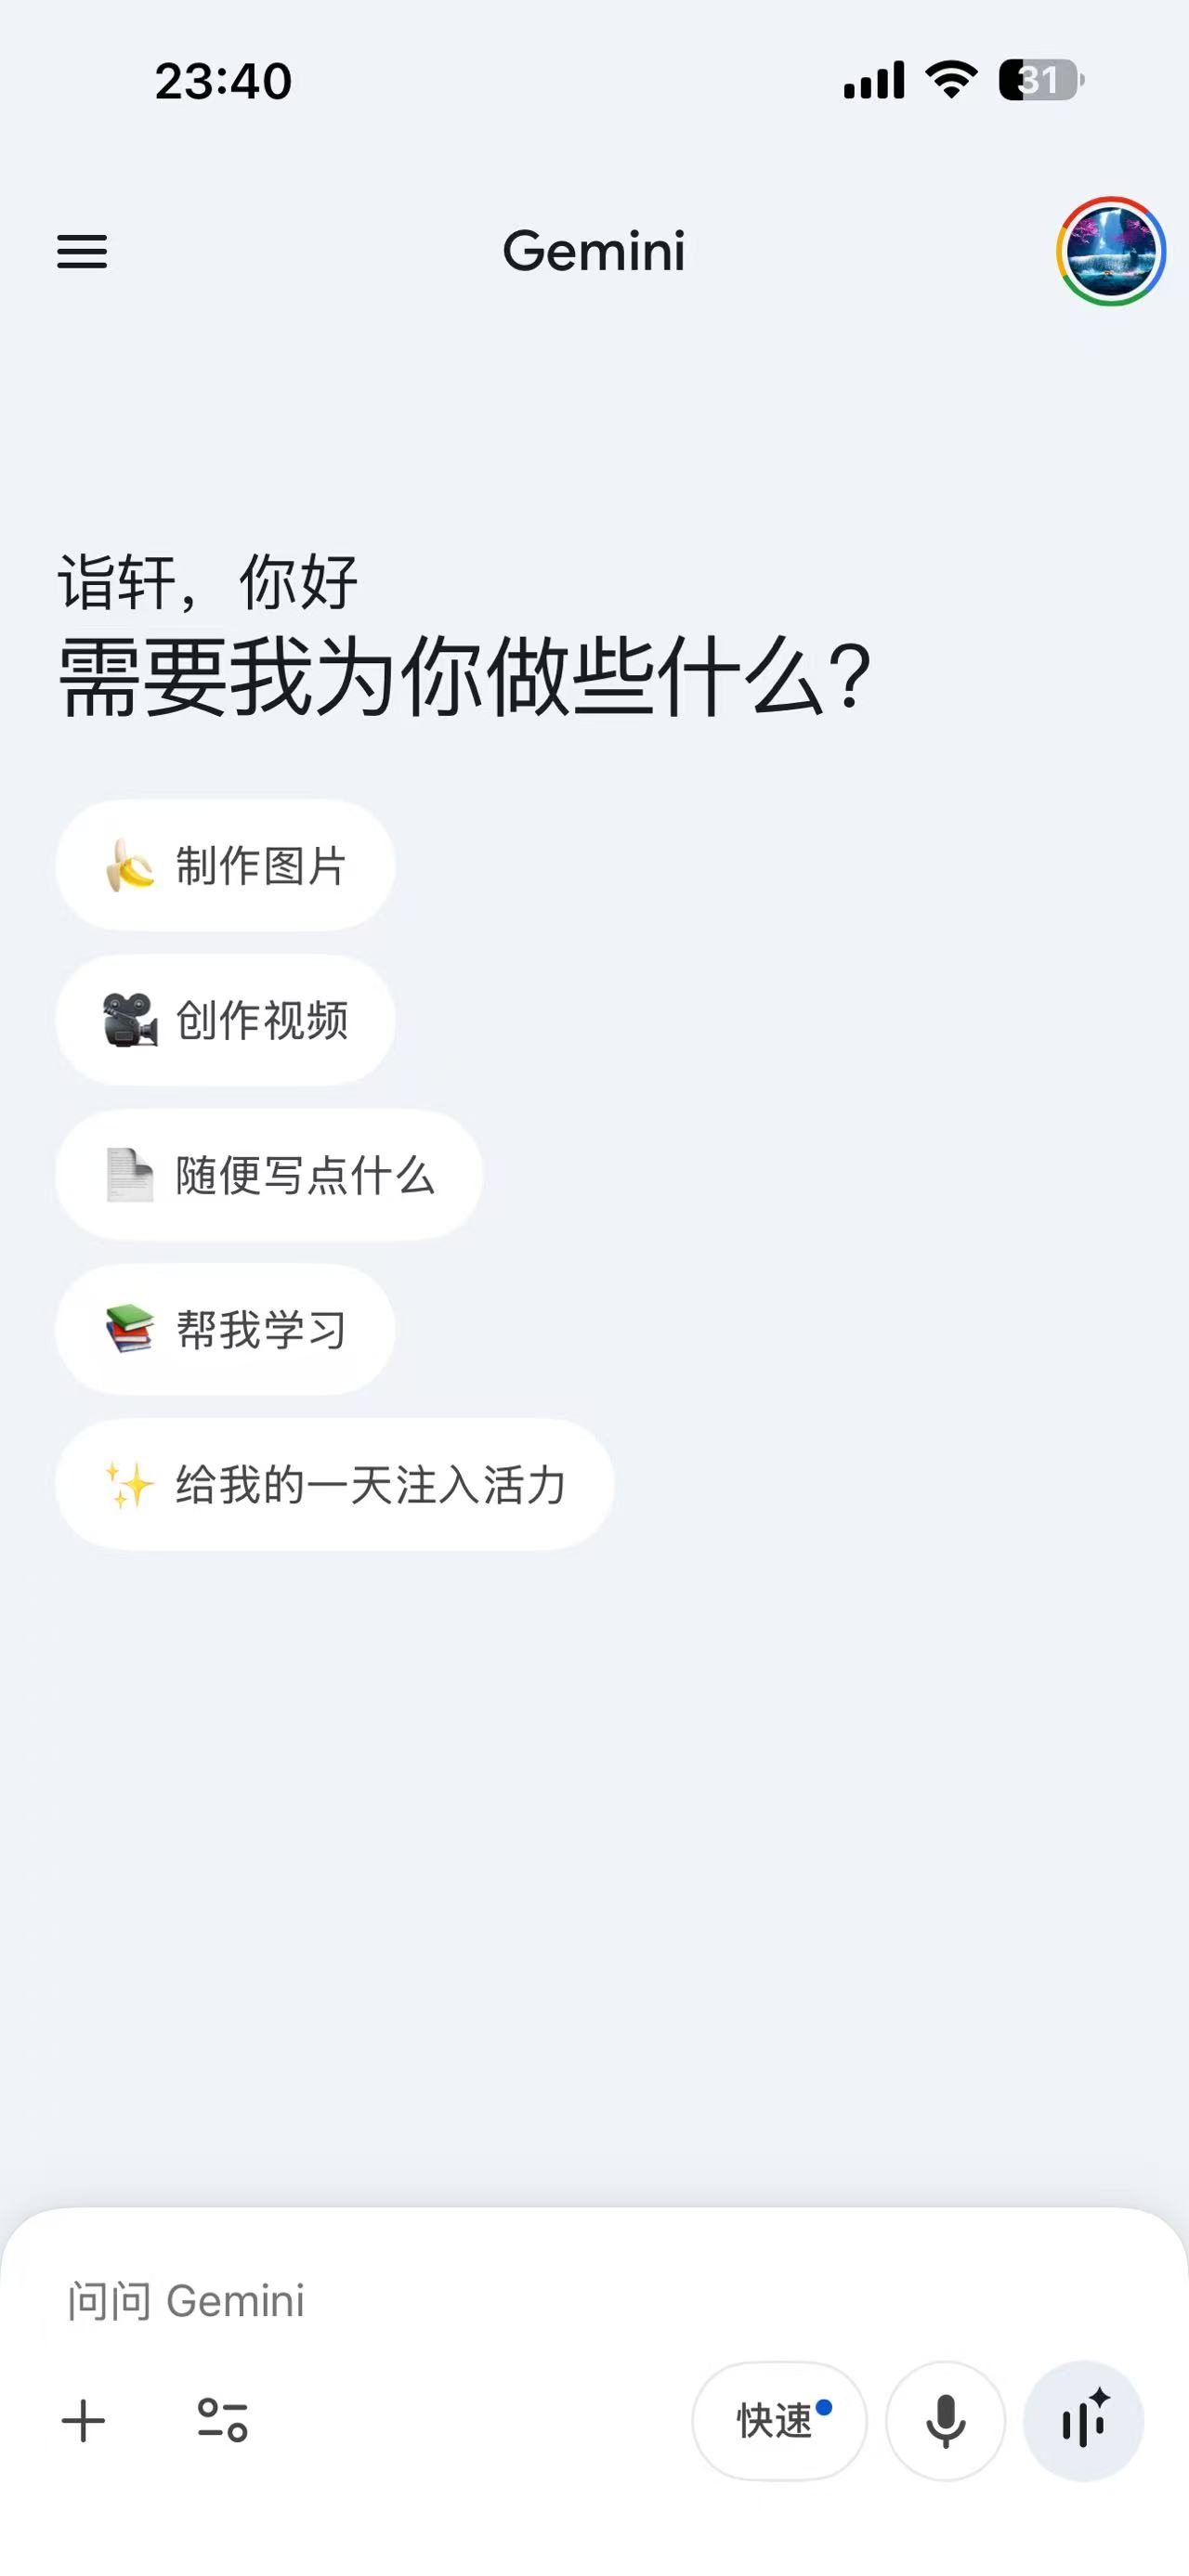 23:40
31
Gemini
诣轩，你好
需要我为你做些什么？
制作图片
创作视频
随便写点什么
帮我学习
给我的一天注入活力
问问 Gemini
快速